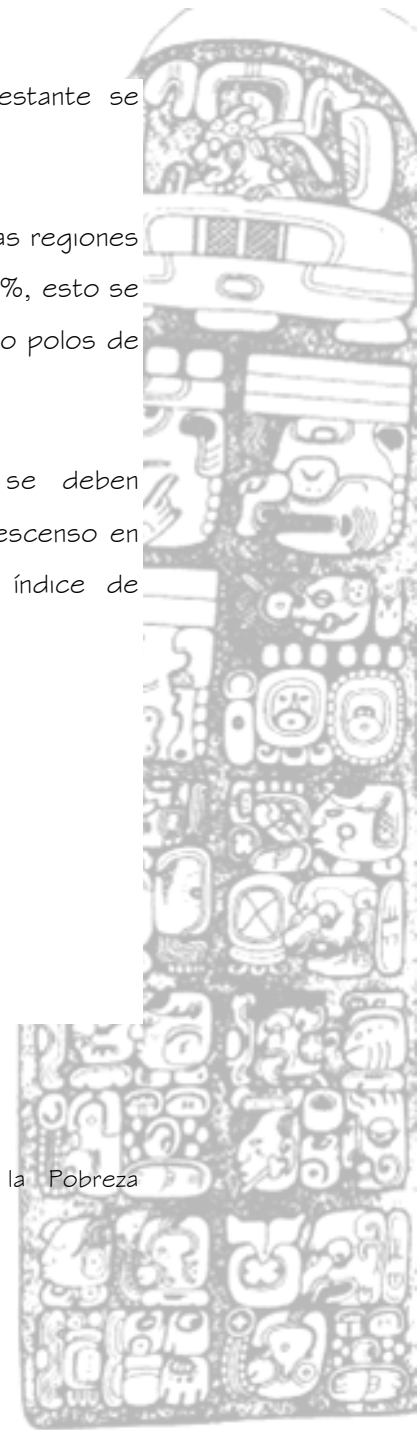 estante se
as regiones
%, esto se
o polos de
se deben
escenso en
índice de
la Pobreza